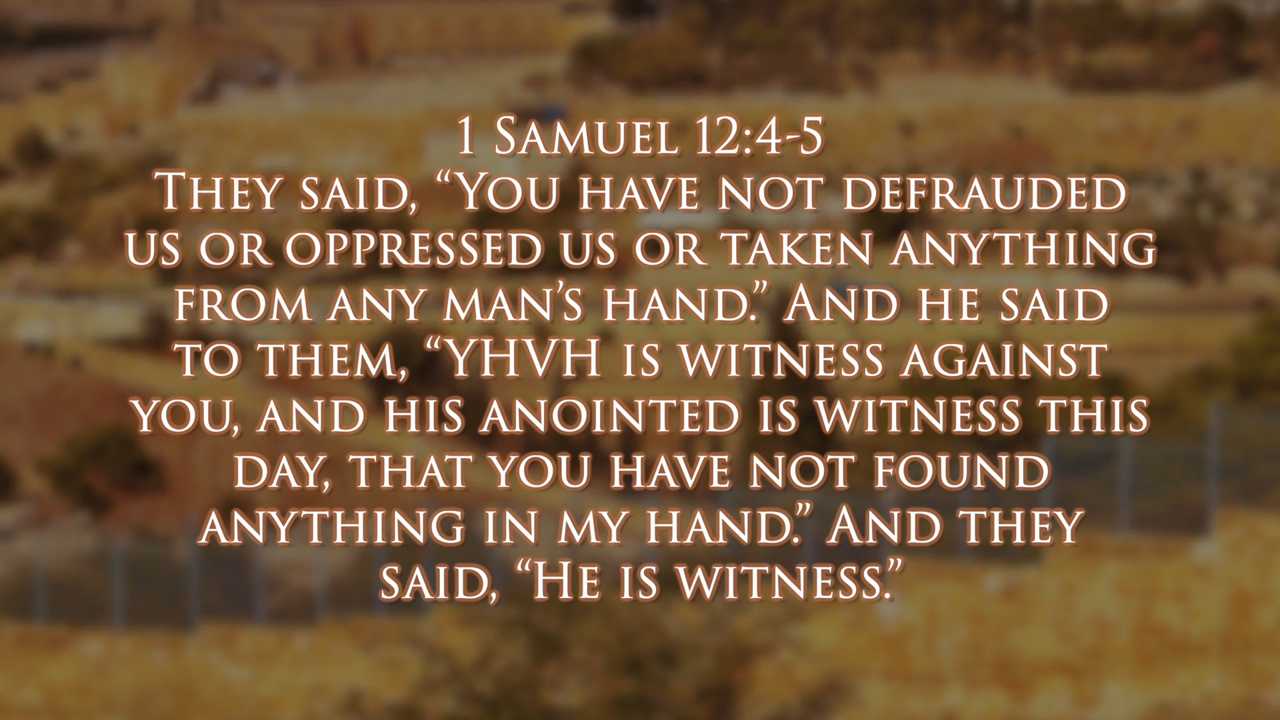 1 Samuel 12:4-5
They said, “You have not defrauded
us or oppressed us or taken anything
from any man’s hand.” And he said
to them, “YHVH is witness against
you, and his anointed is witness this
day, that you have not found
anything in my hand.” And they
said, “He is witness.”